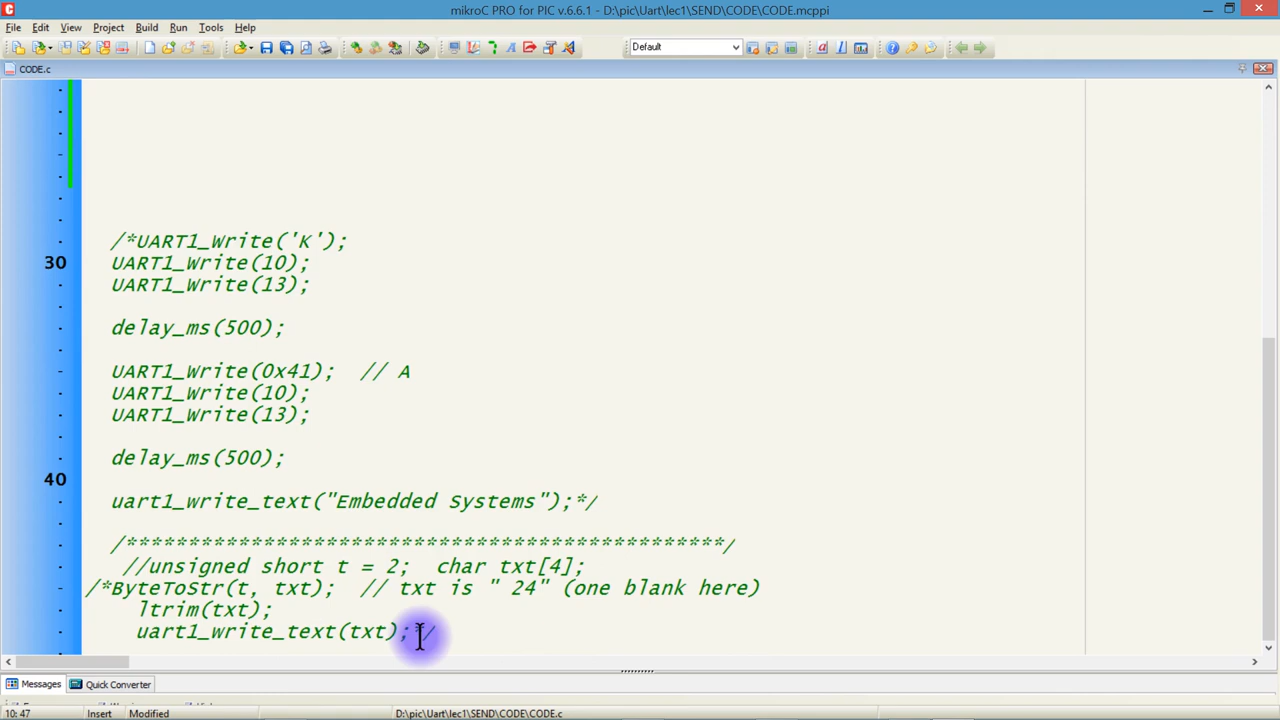 mikroC PRO for PIC v.6.6.1 - D:\pic\Uart\lec1\SEND\CODE\CODE.mcppi
File Edit View Project Build Run Tools Help
Default
CODE.c
/*UART1_Write('K');
30 UART1_Write(10);
UART1_Write(13);
delay_ms(500);
UART1_Write(0x41); // A
UART1_Write(10);
UART1_Write(13);
delay_ms(500);
40
uart1_write_text("Embedded Systems");*/
/************************************************/
//unsigned short t = 2; char txt[4];
/*ByteToStr(t, txt); // txt is " 24" (one blank here)
ltrim(txt);
uart1_write_text(txt);*/
Messages Quick Converter
10: 47 Insert Modified D:\pic\Uart\lec1\SEND\CODE\CODE.c